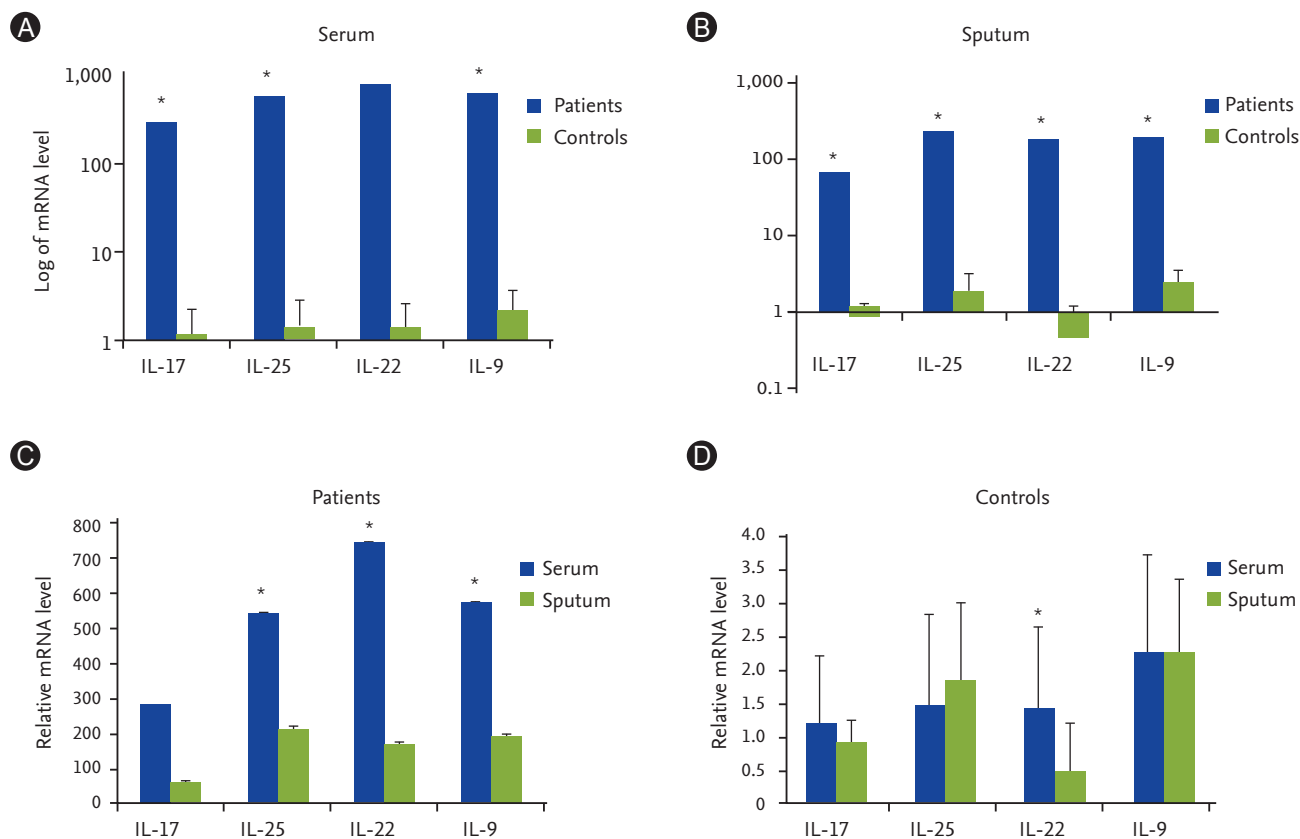 A
Serum
Log of mRNA level
1,000
100
10
1
*
*
*
IL-17
IL-25
IL-22
IL-9
Patients
Controls
B
Sputum
1,000
100
10
1
0.1
*
*
*
*
IL-17
IL-25
IL-22
IL-9
Patients
Controls
C
Patients
Relative mRNA level
800
700
600
500
400
300
200
100
0
*
*
*
IL-17
IL-25
IL-22
IL-9
Serum
Sputum
D
Controls
Relative mRNA level
4.0
3.5
3.0
2.5
2.0
1.5
1.0
0.5
0
*
IL-17
IL-25
IL-22
IL-9
Serum
Sputum